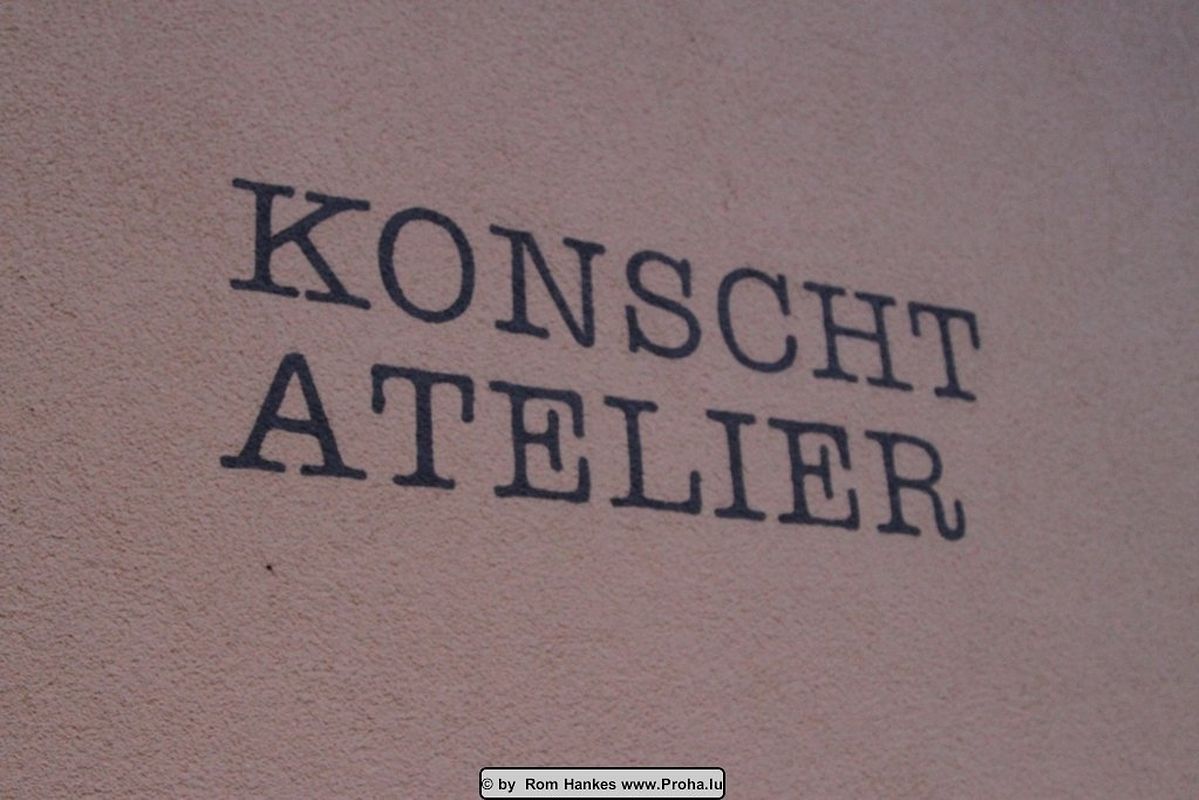 KONSCHT
ATELIER
© by Rom Hankes www.Proha.lu